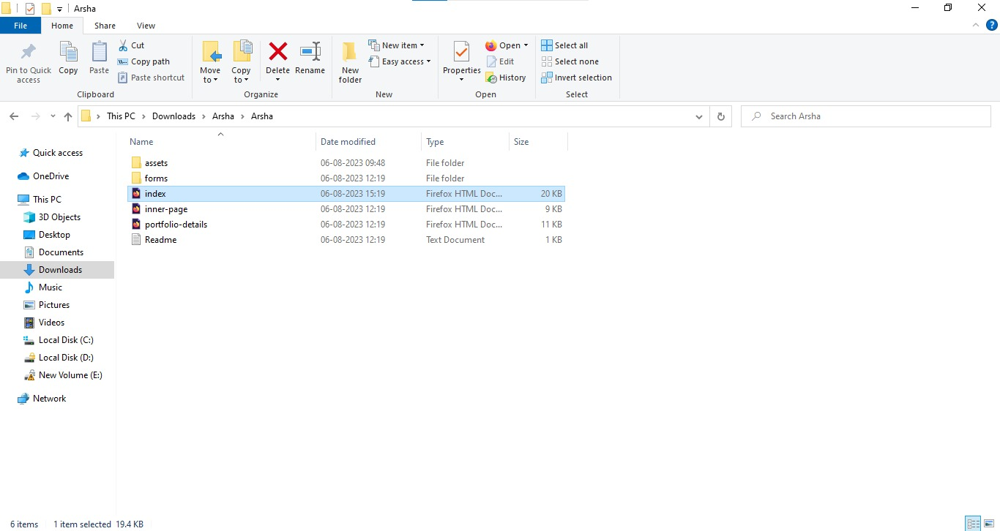 Arsha
File Home Share View
Pin to Quick access
Copy
Paste
Cut
Copy path
Paste shortcut
Clipboard
Move to
Copy to
Delete
Rename
Organize
New folder
New item
Easy access
New
Properties
Open
Edit
History
Open
Select all
Select none
Invert selection
Select
This PC Downloads Arsha Arsha
Search Arsha
Quick access
OneDrive
This PC
3D Objects
Desktop
Documents
Downloads
Music
Pictures
Videos
Local Disk (C:)
Local Disk (D:)
New Volume (E:)
Network
Name Date modified Type Size
assets 06-08-2023 09:48 File folder
forms 06-08-2023 12:19 File folder
index 06-08-2023 15:19 Firefox HTML Doc... 20 KB
inner-page 06-08-2023 12:19 Firefox HTML Doc... 9 KB
portfolio-details 06-08-2023 12:19 Firefox HTML Doc... 11 KB
Readme 06-08-2023 12:19 Text Document 1 KB
6 items 1 item selected 19.4 KB